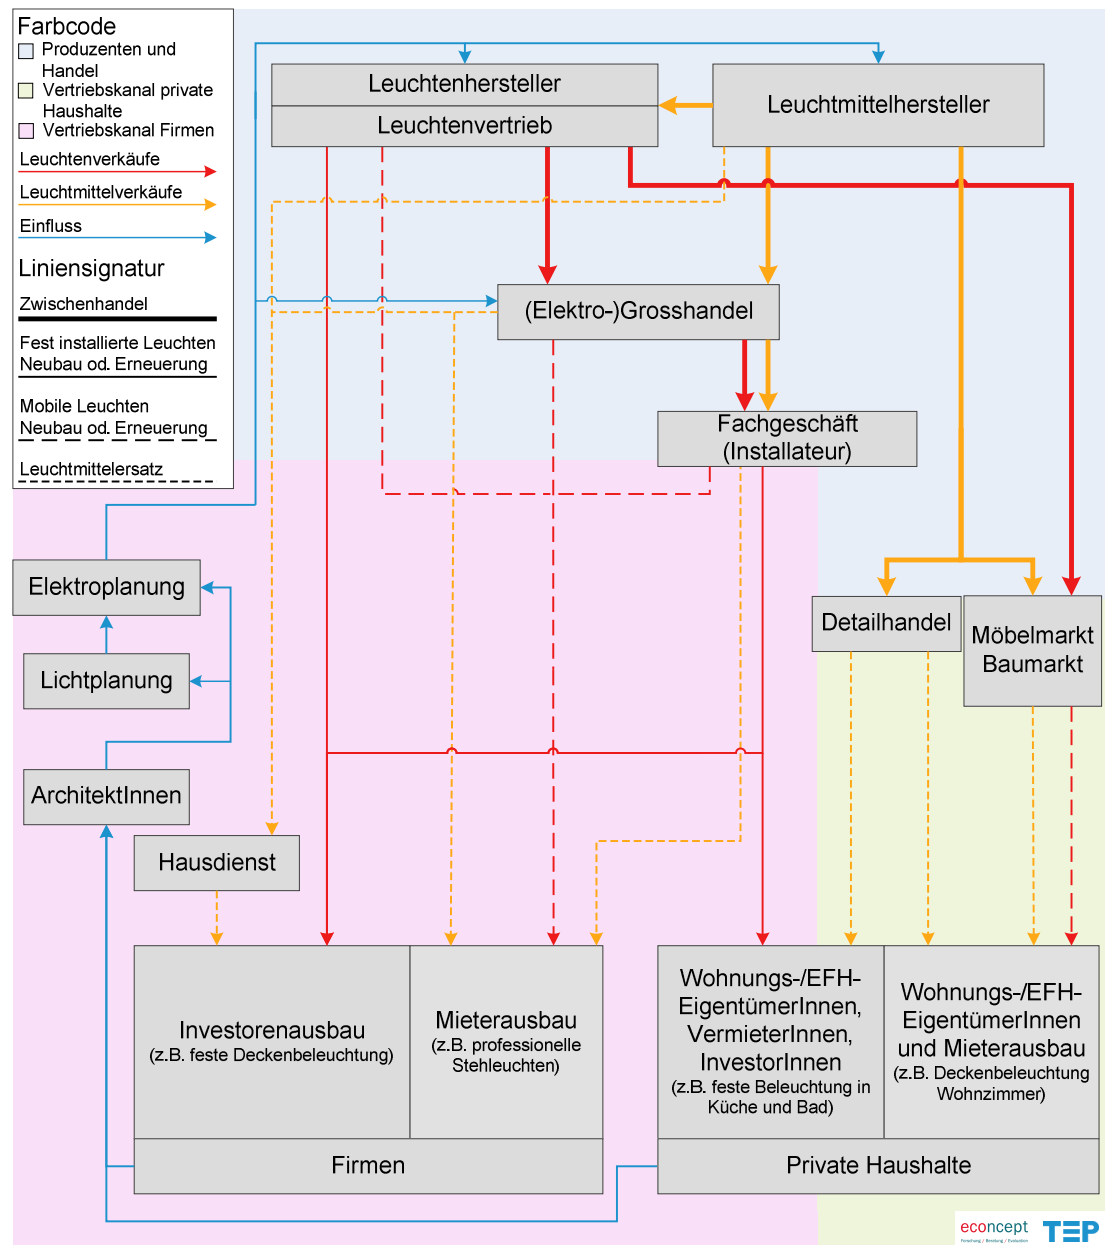 Farbcode
Produzenten und
Handel
Vertriebskanal private
Haushalte
Vertriebskanal Firmen
Leuchtenverkäufe
Leuchtmittelverkäufe
Einfluss
Liniensignatur
Zwischenhandel
Fest installierte Leuchten
Neubau od. Erneuerung
Mobile Leuchten
Neubau od. Erneuerung
Leuchtmittelersatz
Leuchtenhersteller
Leuchtenvertrieb
Leuchtmittelhersteller
(Elektro-)Grosshandel
Fachgeschäft
(Installateur)
Elektroplanung
Lichtplanung
ArchitektInnen
Hausdienst
Detailhandel
Möbelmarkt
Baumarkt
Investorenausbau
(z.B. feste Deckenbeleuchtung)
Mieterausbau
(z.B. professionelle
Stehleuchten)
Firmen
Wohnungs-/EFH-
EigentümerInnen,
VermieterInnen,
InvestorInnen
(z.B. feste Beleuchtung in
Küche und Bad)
Wohnungs-/EFH-
EigentümerInnen
und Mieterausbau
(z.B. Deckenbeleuchtung
Wohnzimmer)
Private Haushalte
econcept
Forschung / Beratung / Evaluation
TEP